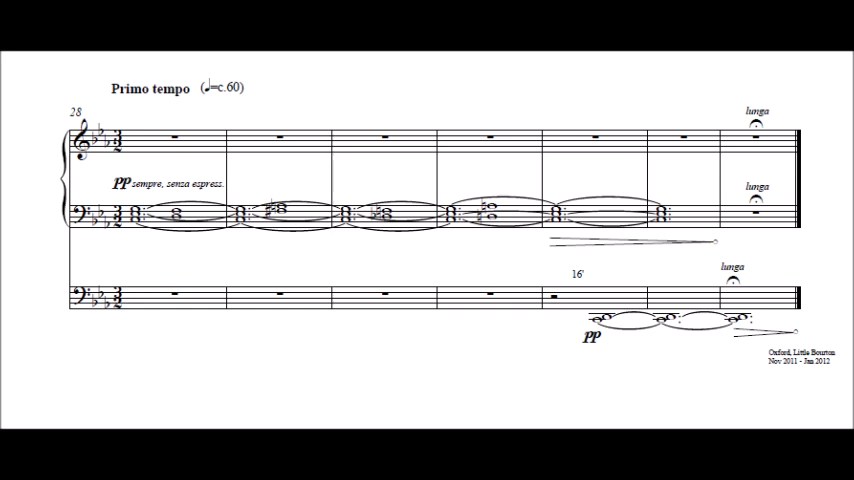 Primo tempo (♩=c.60)
28
lunga
pp sempre, senza espress.
lunga
16'
lunga
pp
Oxford, Little Bourton
Nov 2011 - Jan 2012